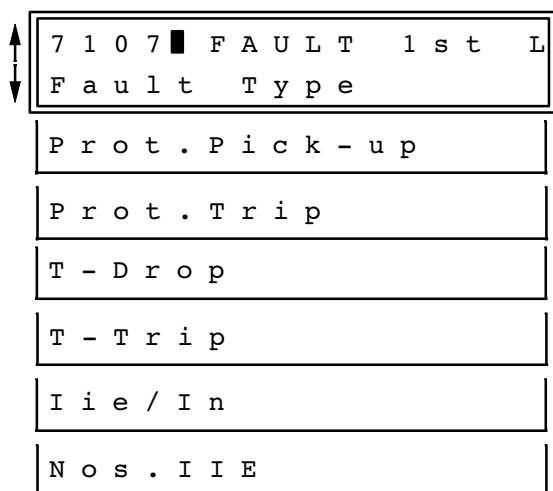 7107█ FAULT 1st L
Fault Type
Prot.Pick-up
Prot.Trip
T-Drop
T-Trip
Iie/In
Nos.IIE